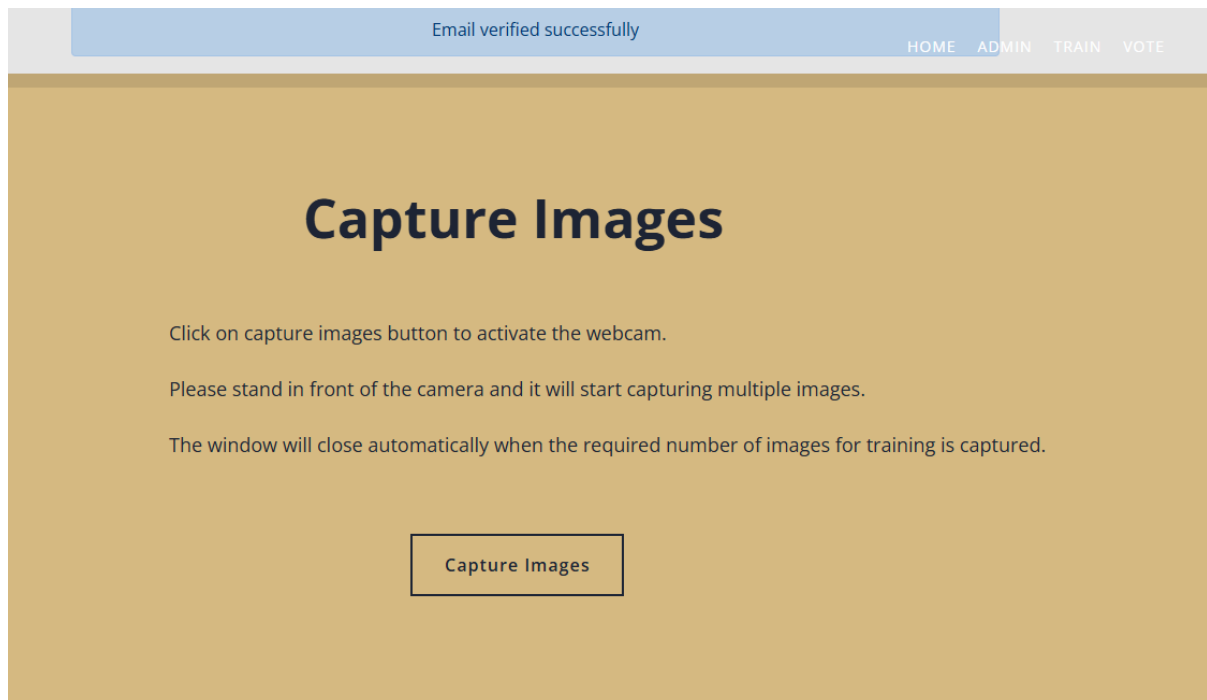 Email verified successfully
HOME ADMIN TRAIN VOTE
Capture Images
Click on capture images button to activate the webcam.
Please stand in front of the camera and it will start capturing multiple images.
The window will close automatically when the required number of images for training is captured.
Capture Images